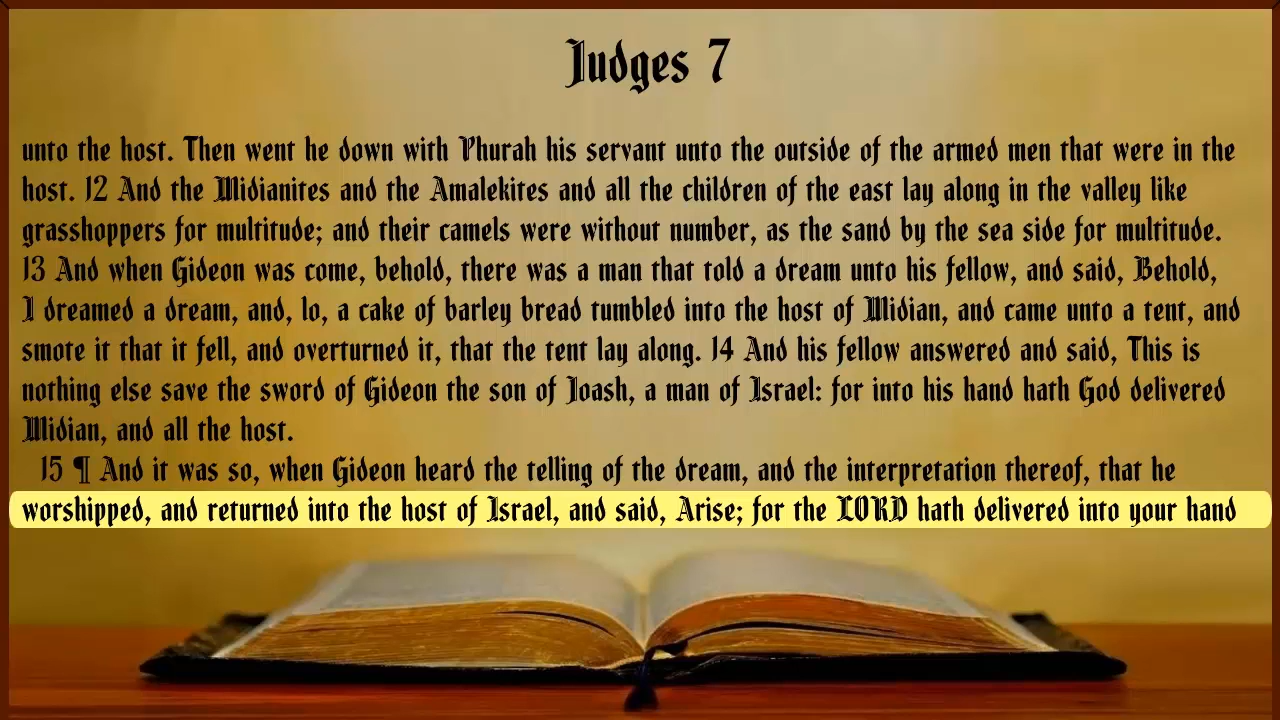 Judges 7
unto the host. Then went he down with Phurah his servant unto the outside of the armed men that were in the
host. 12 And the Midianites and the Amalekites and all the children of the east lay along in the valley like
grasshoppers for multitude; and their camels were without number, as the sand by the sea side for multitude.
13 And when Gideon was come, behold, there was a man that told a dream unto his fellow, and said, Behold,
I dreamed a dream, and, lo, a cake of barley bread tumbled into the host of Midian, and came unto a tent, and
smote it that it fell, and overturned it, that the tent lay along. 14 And his fellow answered and said, This is
nothing else save the sword of Gideon the son of Joash, a man of Israel: for into his hand hath God delivered
Midian, and all the host.
15 ¶ And it was so, when Gideon heard the telling of the dream, and the interpretation thereof, that he
worshipped, and returned into the host of Israel, and said, Arise; for the LORD hath delivered into your hand